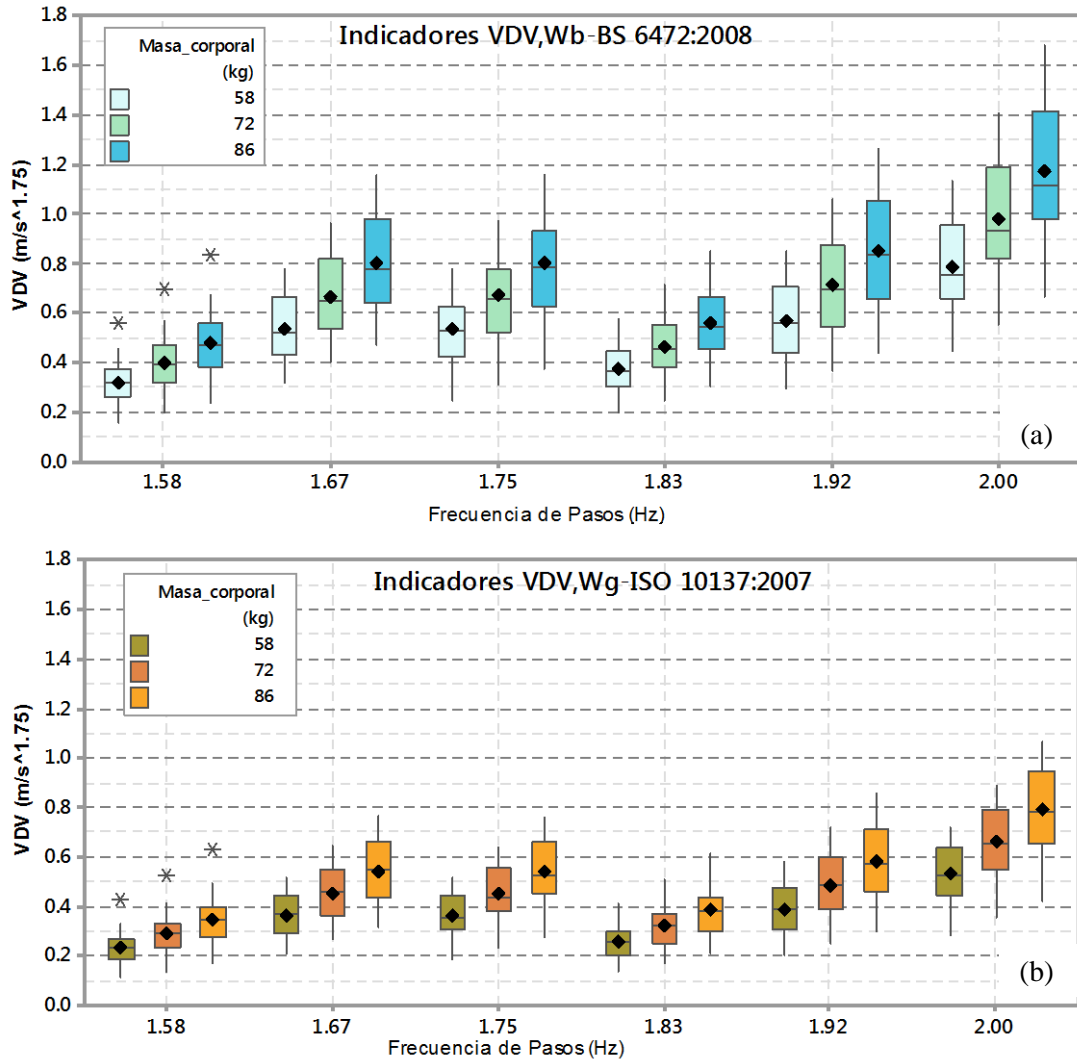 Indicadores VDV,Wb-BS 6472:2008
Masa_corporal
(kg)
58
72
86
VDV (m/s^1.75)
1.8
1.6
1.4
1.2
1.0
0.8
0.6
0.4
0.2
0.0
(a)
1.58 1.67 1.75 1.83 1.92 2.00
Frecuencia de Pasos (Hz)
Indicadores VDV,Wg-ISO 10137:2007
Masa_corporal
(kg)
58
72
86
VDV (m/s^1.75)
1.8
1.6
1.4
1.2
1.0
0.8
0.6
0.4
0.2
0.0
(b)
1.58 1.67 1.75 1.83 1.92 2.00
Frecuencia de Pasos (Hz)